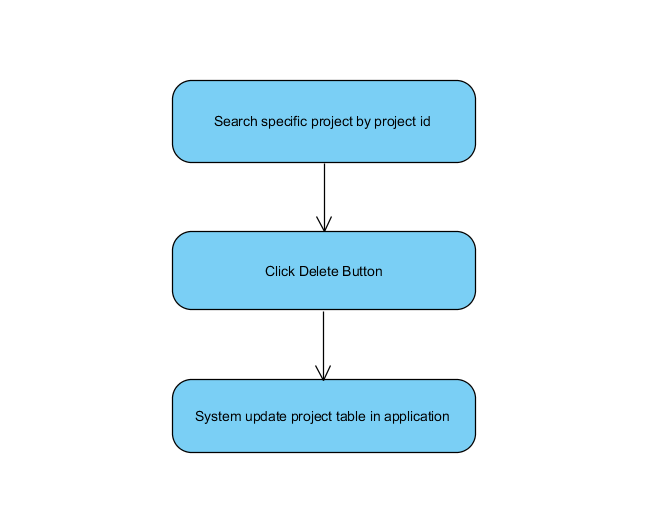 Search specific project by project id
Click Delete Button
System update project table in application